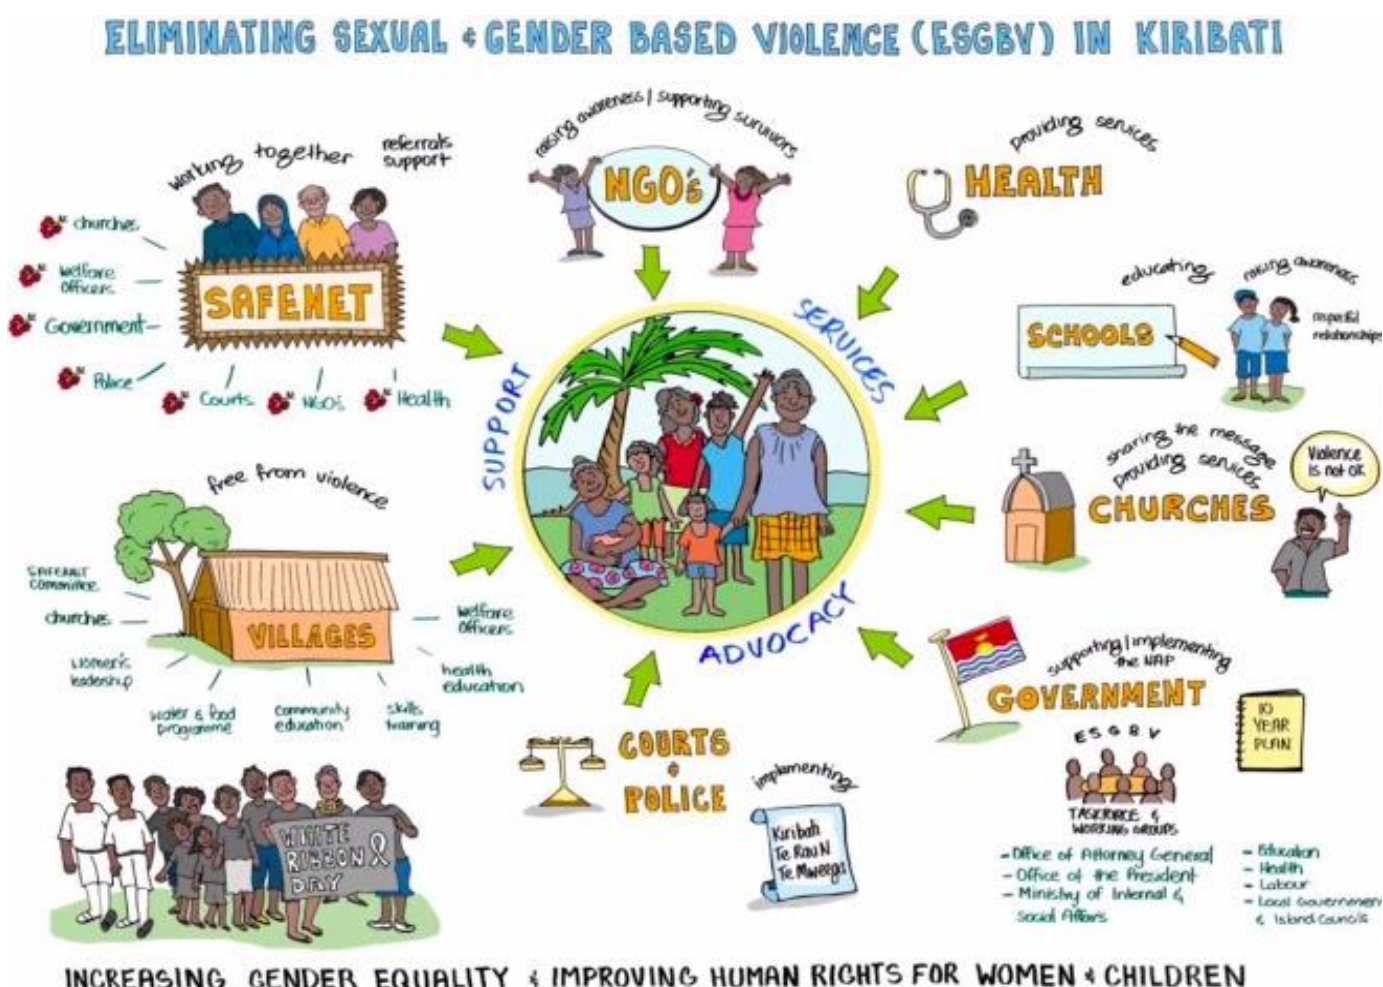 ELIMINATING SEXUAL & GENDER BASED VIOLENCE (ESGBV) IN KIRIBATI
working together
referrals
support
churches
Welfare
Officers
Government
Police
Courts
NGO's
Health
SAFENET
raising awareness | supporting survivors
NGO's
providing services
HEALTH
educating
raising awareness
respectful
relationships
SCHOOLS
sharing the message
providing services
CHURCHES
Violence
is not ok
SUPPORT
SERVICES
ADVOCACY
free from violence
VILLAGES
SAFENET
committee
churches
women's
leadership
water & food
programme
community
education
skills
training
health
education
Welfare
Officers
WHITE
RIBBON
DAY
COURTS
&
POLICE
implementing
Kiribati
Te Rau N
Te Mweega
supporting | implementing
the NAP
GOVERNMENT
10
YEAR
PLAN
ESGBV
TASKFORCE &
WORKING GROUPS
- Office of Attorney General
- Office of the President
- Ministry of Internal &
Social Affairs
- Education
- Health
- Labour
- Local Government
& Island Councils
INCREASING GENDER EQUALITY & IMPROVING HUMAN RIGHTS FOR WOMEN & CHILDREN